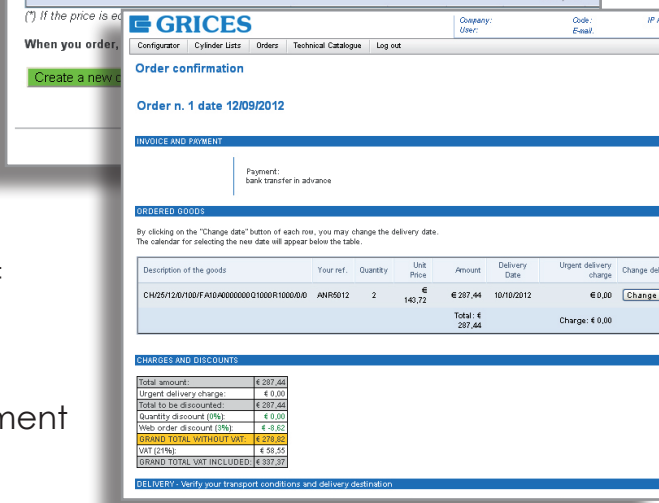 (*) If the price is eq
When you order,
Create a new o
GRICES
Company: Code: IP A
User: E-mail:
Configurator Cylinder Lists Orders Technical Catalogue Log out
Order confirmation
Order n. 1 date 12/09/2012
INVOICE AND PAYMENT
Payment:
bank transfer in advance
ORDERED GOODS
By clicking on the "Change date" button of each row, you may change the delivery date.
The calendar for selecting the new date will appear below the table.
Description of the goods Your ref. Quantity Unit Price Amount Delivery Date Urgent delivery charge Change del
CH/25/12/0/100/FA10A0000000Q1000R1000/0/0 ANR5012 2 € 143,72 € 287,44 10/10/2012 € 0,00 Change
Total: € 287,44 Charge: € 0,00
CHARGES AND DISCOUNTS
Total amount: € 287,44
Urgent delivery charge: € 0,00
Total to be discounted: € 287,44
Quantity discount (0%): € 0,00
Web order discount (3%): € -8,62
GRAND TOTAL WITHOUT VAT: € 278,82
VAT (21%): € 58,55
GRAND TOTAL VAT INCLUDED: € 337,37
DELIVERY - Verify your transport conditions and delivery destination
:
ment